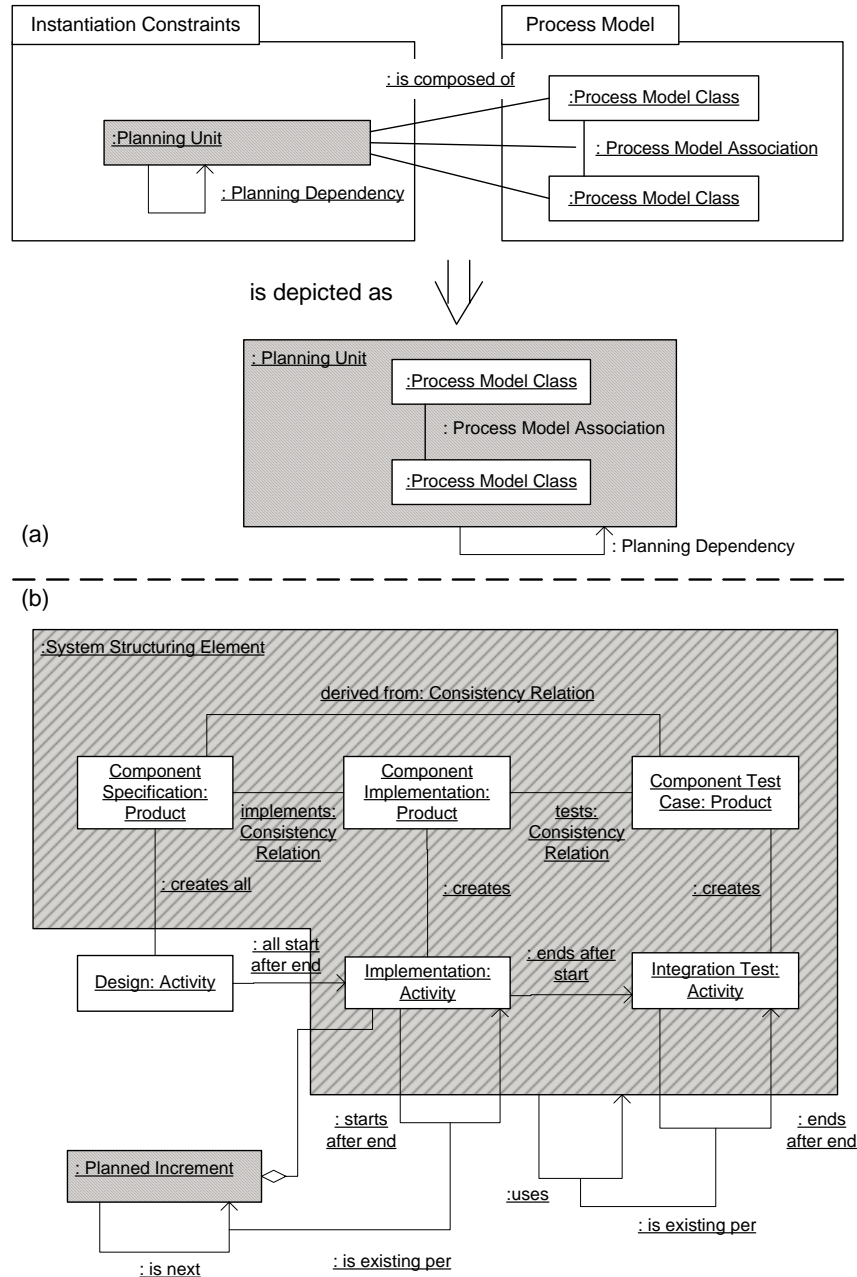 Instantiation Constraints
Process Model
: is composed of
:Process Model Class
:Planning Unit
: Process Model Association
: Planning Dependency
:Process Model Class
is depicted as
: Planning Unit
:Process Model Class
: Process Model Association
:Process Model Class
(a)
: Planning Dependency
(b)
:System Structuring Element
derived from: Consistency Relation
Component
Specification:
Product
implements:
Consistency
Relation
Component
Implementation:
Product
tests:
Consistency
Relation
Component Test
Case: Product
: creates all
: creates
: creates
Design: Activity
: all start
after end
Implementation:
Activity
: ends after
start
Integration Test:
Activity
: starts
after end
: ends
after end
: Planned Increment
:uses
: is existing per
: is next
: is existing per